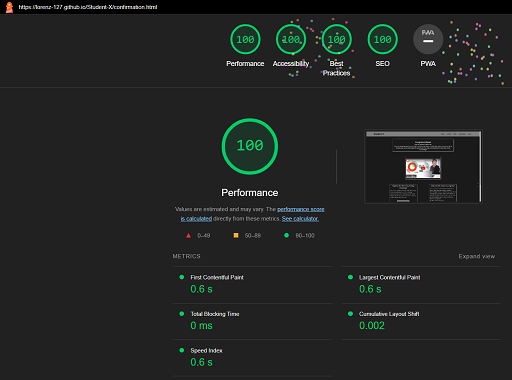 https://lorenz-127.github.io/Student-X/confirmation.html
100 100 100 100 PWA
Performance Accessibility Best Practices SEO PWA
100
Performance
Values are estimated and may vary. The performance score
is calculated directly from these metrics. See calculator.
0–49 50–89 90–100
METRICS Expand view
First Contentful Paint
0.6 s
Largest Contentful Paint
0.6 s
Total Blocking Time
0 ms
Cumulative Layout Shift
0.002
Speed Index
0.6 s